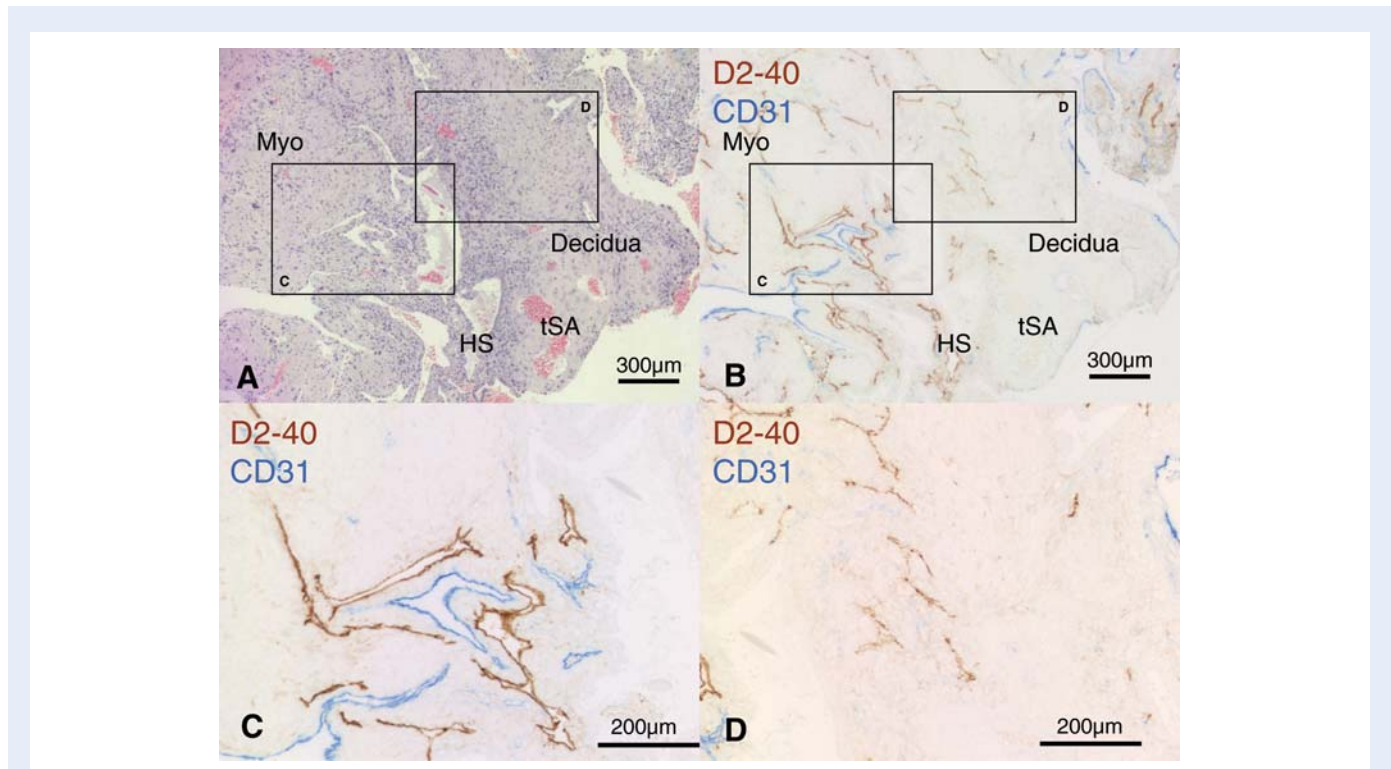 D
Myo
C
Decidua
HS
tSA
300µm
A
D2-40
CD31
D
Myo
C
Decidua
HS
tSA
300µm
B
D2-40
CD31
200µm
C
D2-40
CD31
200µm
D